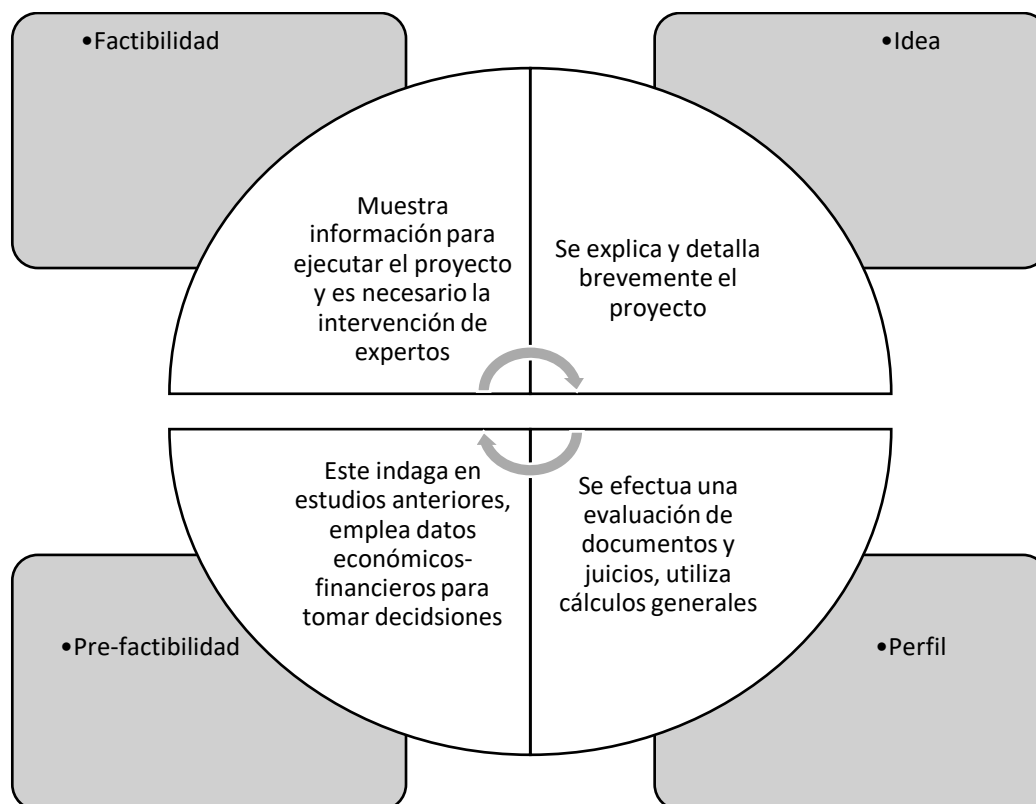 •Factibilidad
•Idea
Muestra
información para
ejecutar el proyecto
y es necesario la
intervención de
expertos
Se explica y detalla
brevemente el
proyecto
Este indaga en
estudios anteriores,
emplea datos
económicos-
financieros para
tomar decidsiones
Se efectua una
evaluación de
documentos y
juicios, utiliza
cálculos generales
•Pre-factibilidad
•Perfil